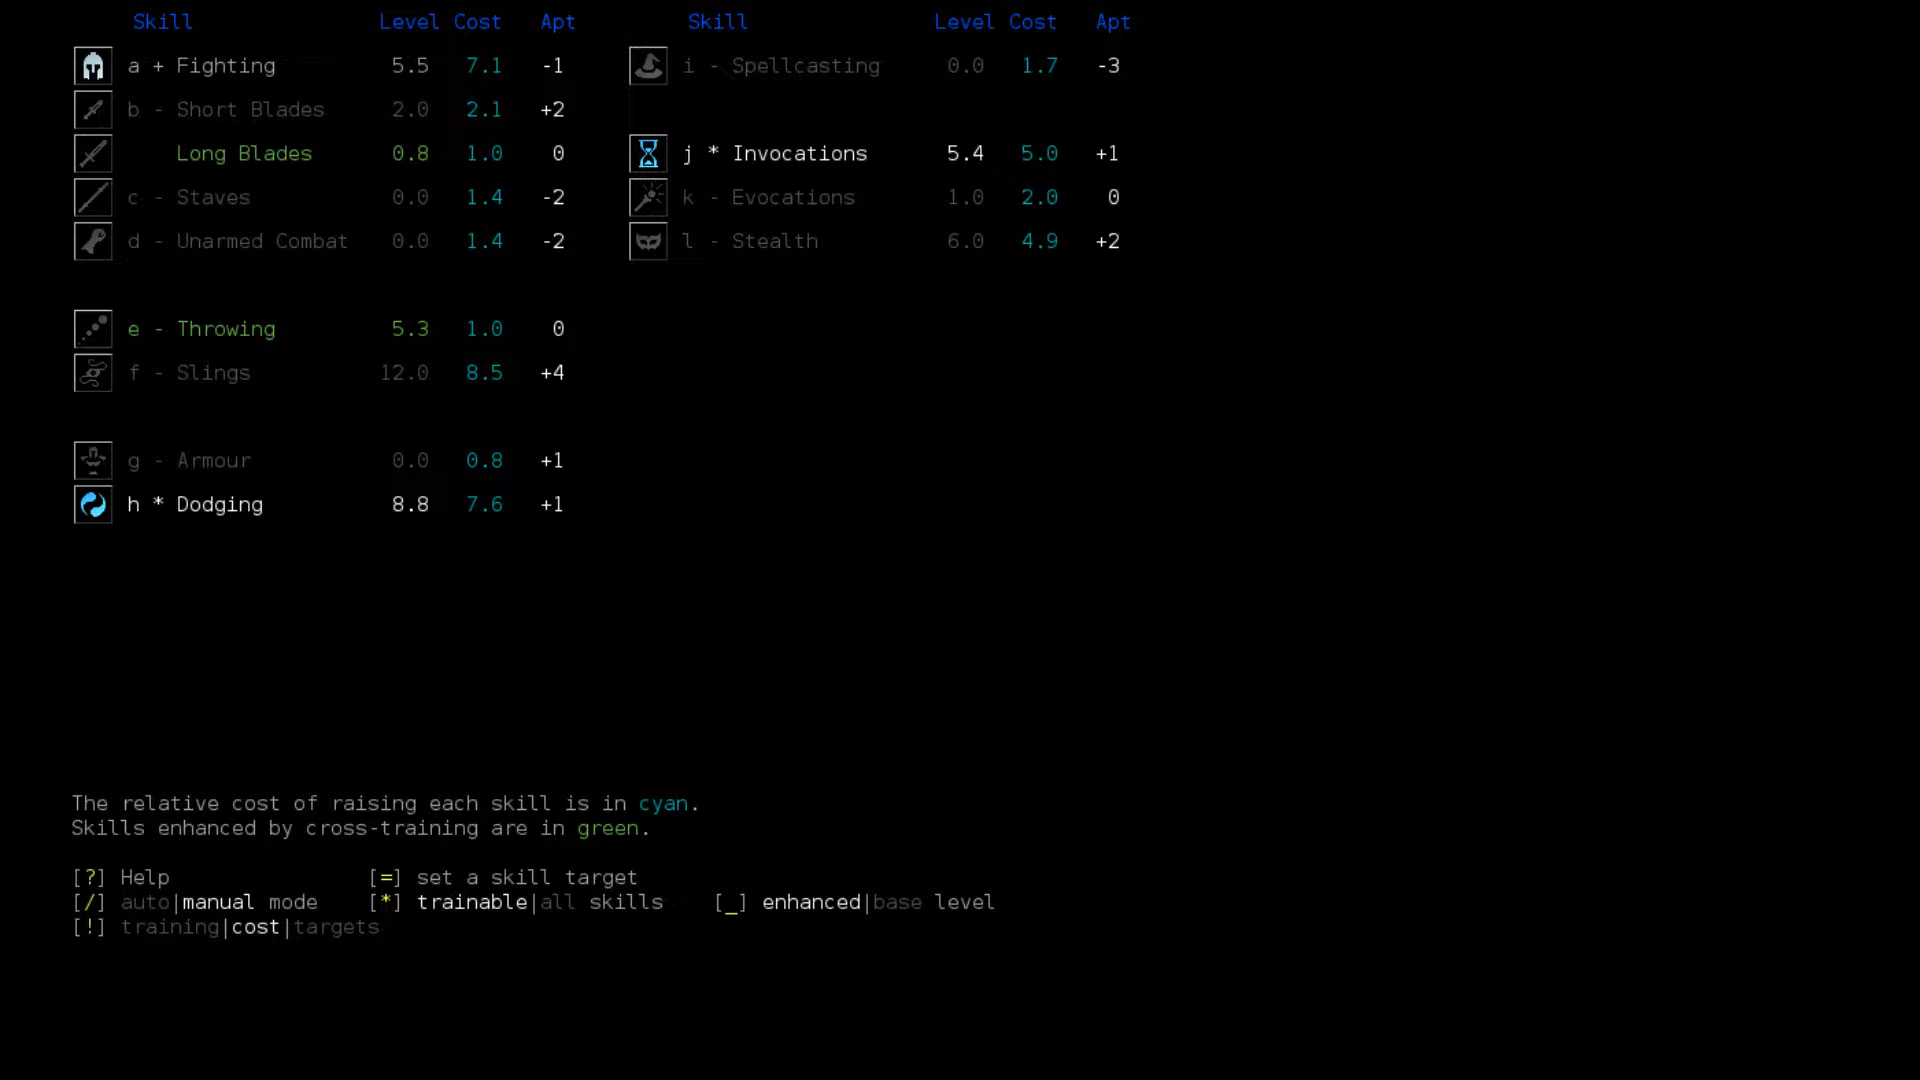 Skill Level Cost Apt Skill Level Cost Apt
a + Fighting 5.5 7.1 -1 i - Spellcasting 0.0 1.7 -3
b - Short Blades 2.0 2.1 +2
Long Blades 0.8 1.0 0 j * Invocations 5.4 5.0 +1
c - Staves 0.0 1.4 -2 k - Evocations 1.0 2.0 0
d - Unarmed Combat 0.0 1.4 -2 l - Stealth 6.0 4.9 +2
e - Throwing 5.3 1.0 0
f - Slings 12.0 8.5 +4
g - Armour 0.0 0.8 +1
h * Dodging 8.8 7.6 +1
The relative cost of raising each skill is in cyan.
Skills enhanced by cross-training are in green.
[?] Help [=] set a skill target
[/] auto|manual mode [*] trainable|all skills [_] enhanced|base level
[!] training|cost|targets